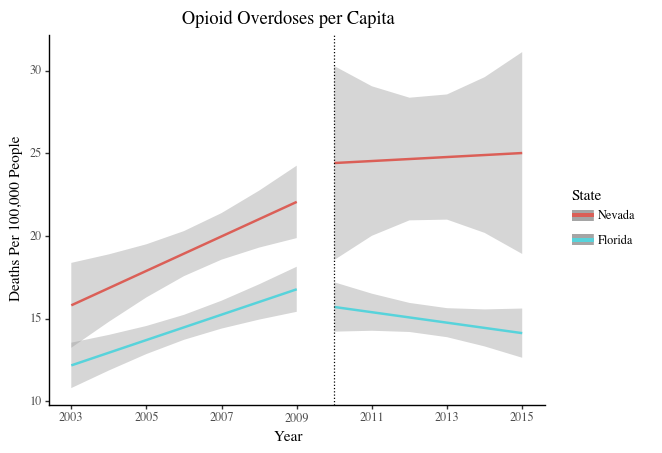 Opioid Overdoses per Capita
Deaths Per 100,000 People
30
25
20
15
10
2003
2005
2007
2009
2011
2013
2015
Year
State
Nevada
Florida